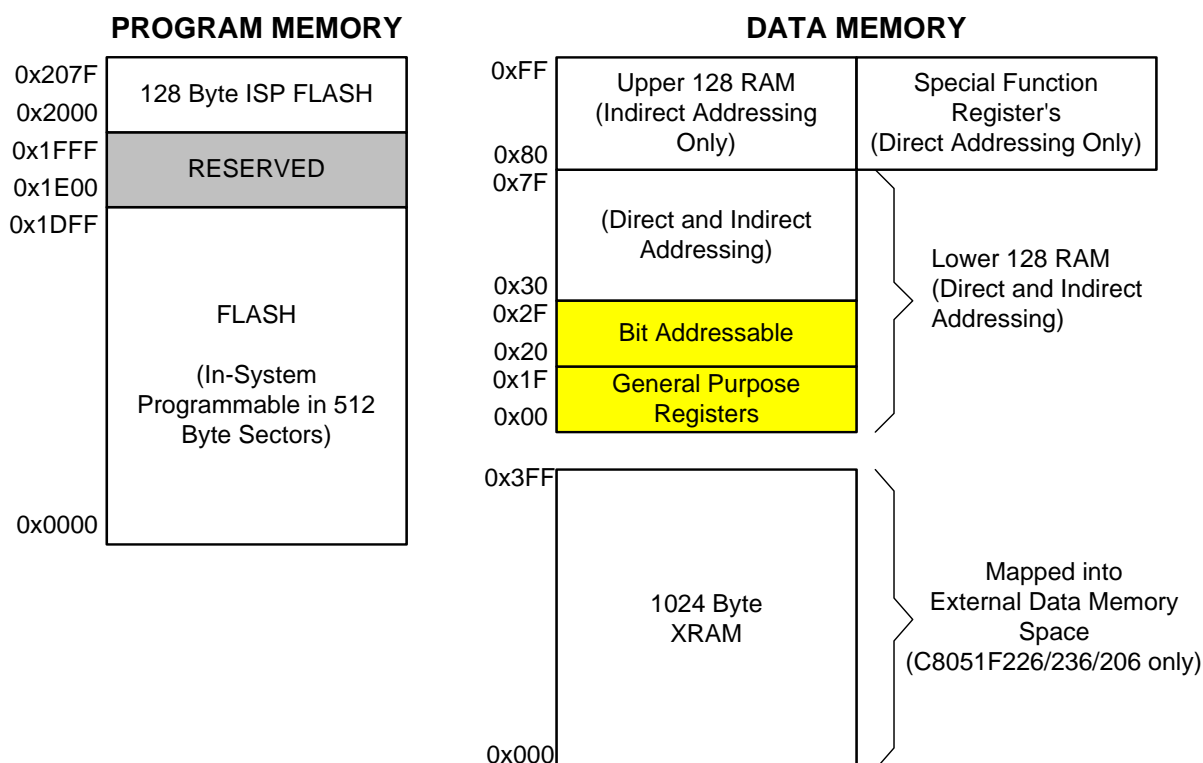 PROGRAM MEMORY
0x207F
128 Byte ISP FLASH
0x2000
0x1FFF
RESERVED
0x1E00
0x1DFF
FLASH
(In-System
Programmable in 512
Byte Sectors)
0x0000
DATA MEMORY
0xFF
Upper 128 RAM
(Indirect Addressing
Only)
0x80
Special Function
Register's
(Direct Addressing Only)
0x7F
(Direct and Indirect
Addressing)
0x30
0x2F
Bit Addressable
0x20
0x1F
General Purpose
Registers
0x00
Lower 128 RAM
(Direct and Indirect
Addressing)
0x3FF
1024 Byte
XRAM
0x000
Mapped into
External Data Memory
Space
(C8051F226/236/206 only)